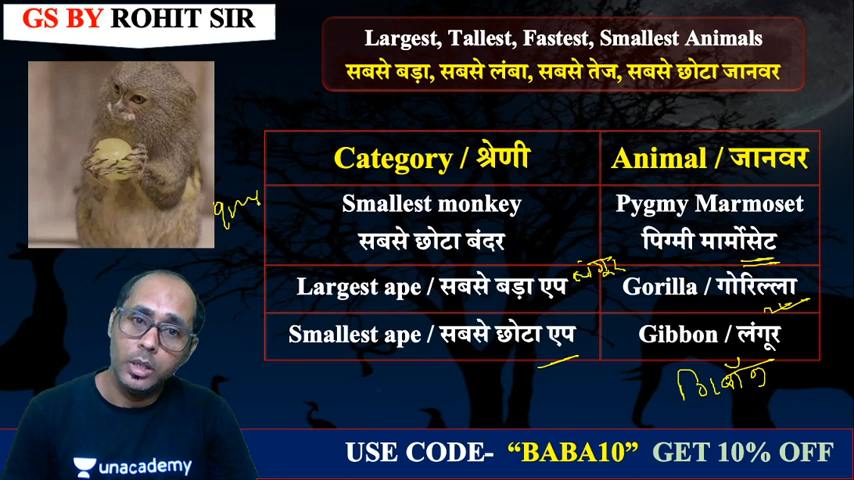 GS BY ROHIT SIR
Largest, Tallest, Fastest, Smallest Animals
सबसे बड़ा, सबसे लंबा, सबसे तेज, सबसे छोटा जानवर
Category / श्रेणी
Animal / जानवर
Smallest monkey
सबसे छोटा बंदर
Pygmy Marmoset
पिग्मी मार्मोसेट
Largest ape / सबसे बड़ा एप
लंगूर
Gorilla / गोरिल्ला
Smallest ape / सबसे छोटा एप
Gibbon / लंगूर
गिबॉन
unacademy
USE CODE- “BABA10” GET 10% OFF